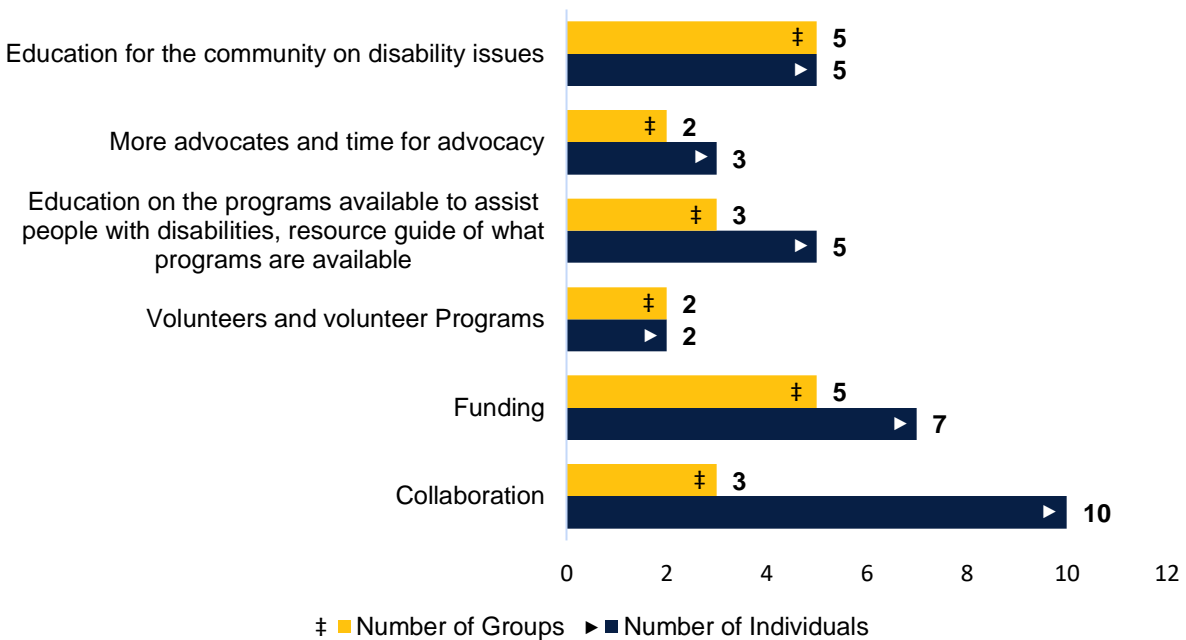 ‡ 5
Education for the community on disability issues
► 5
‡ 2
More advocates and time for advocacy
► 3
Education on the programs available to assist
people with disabilities, resource guide of what
programs are available
‡ 3
► 5
‡ 2
Volunteers and volunteer Programs
► 2
‡ 5
Funding
► 7
‡ 3
Collaboration
► 10
0 2 4 6 8 10 12
‡ Number of Groups ► Number of Individuals